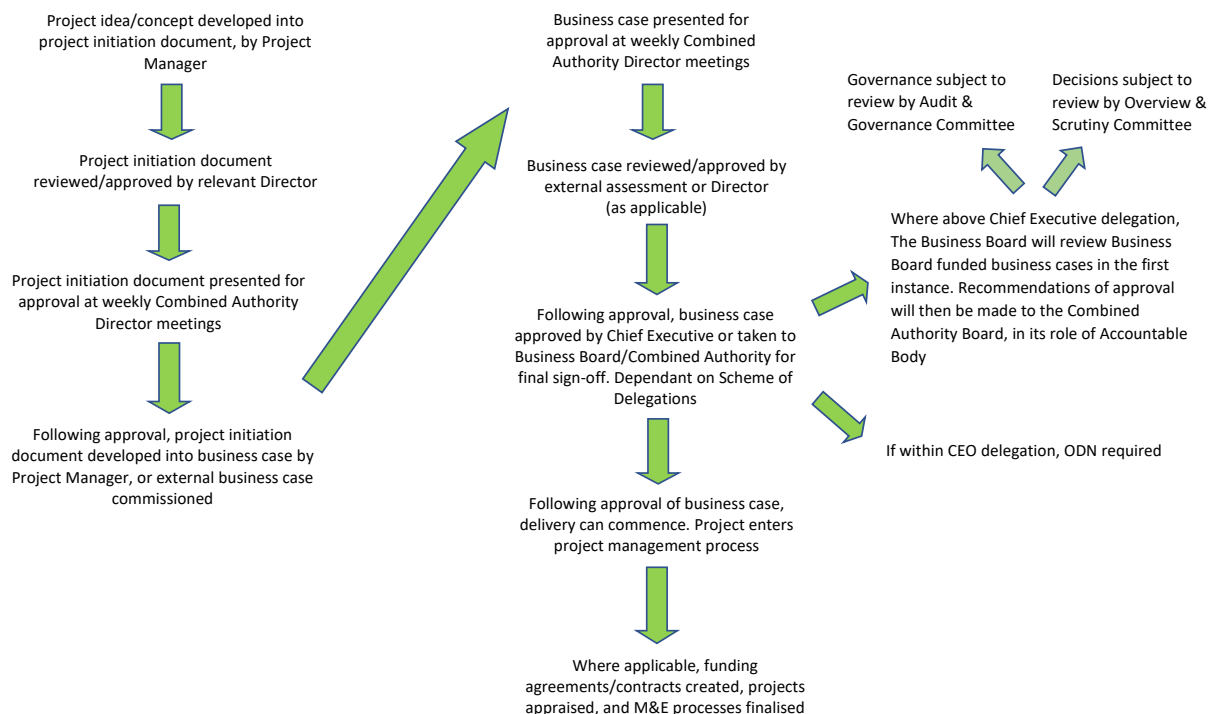 Project idea/concept developed into
project initiation document, by Project
Manager
Project initiation document
reviewed/approved by relevant Director
Project initiation document presented for
approval at weekly Combined Authority
Director meetings
Following approval, project initiation
document developed into business case by
Project Manager, or external business case
commissioned
Business case presented for
approval at weekly Combined
Authority Director meetings
Business case reviewed/approved by
external assessment or Director
(as applicable)
Following approval, business case
approved by Chief Executive or taken to
Business Board/Combined Authority for
final sign-off. Dependant on Scheme of
Delegations
Following approval of business case,
delivery can commence. Project enters
project management process
Where applicable, funding
agreements/contracts created, projects
appraised, and M&E processes finalised
Governance subject to
review by Audit &
Governance Committee
Decisions subject to
review by Overview &
Scrutiny Committee
Where above Chief Executive delegation,
The Business Board will review Business
Board funded business cases in the first
instance. Recommendations of approval
will then be made to the Combined
Authority Board, in its role of Accountable
Body
If within CEO delegation, ODN required